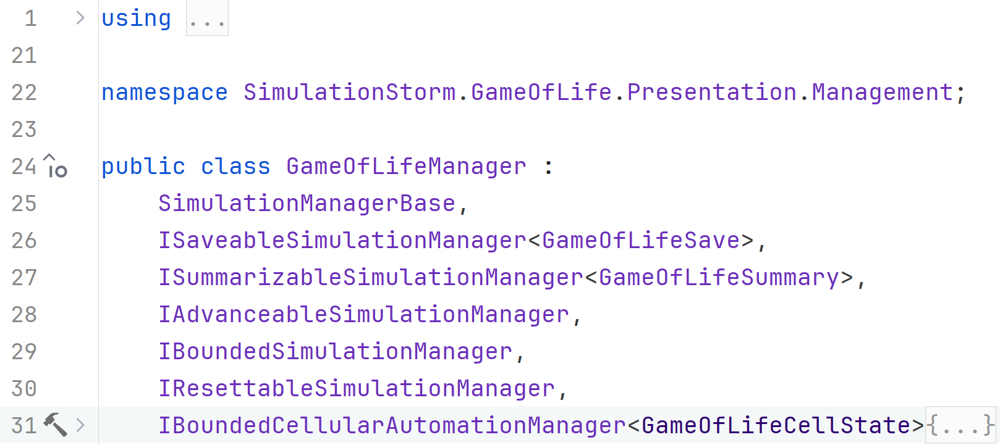 1 using ...
21
22 namespace SimulationStorm.GameOfLife.Presentation.Management;
23
24 public class GameOfLifeManager :
25 SimulationManagerBase,
26 ISaveableSimulationManager<GameOfLifeSave>,
27 ISummarizableSimulationManager<GameOfLifeSummary>,
28 IAdvanceableSimulationManager,
29 IBoundedSimulationManager,
30 IResettableSimulationManager,
31 IBoundedCellularAutomationManager<GameOfLifeCellState>{...}